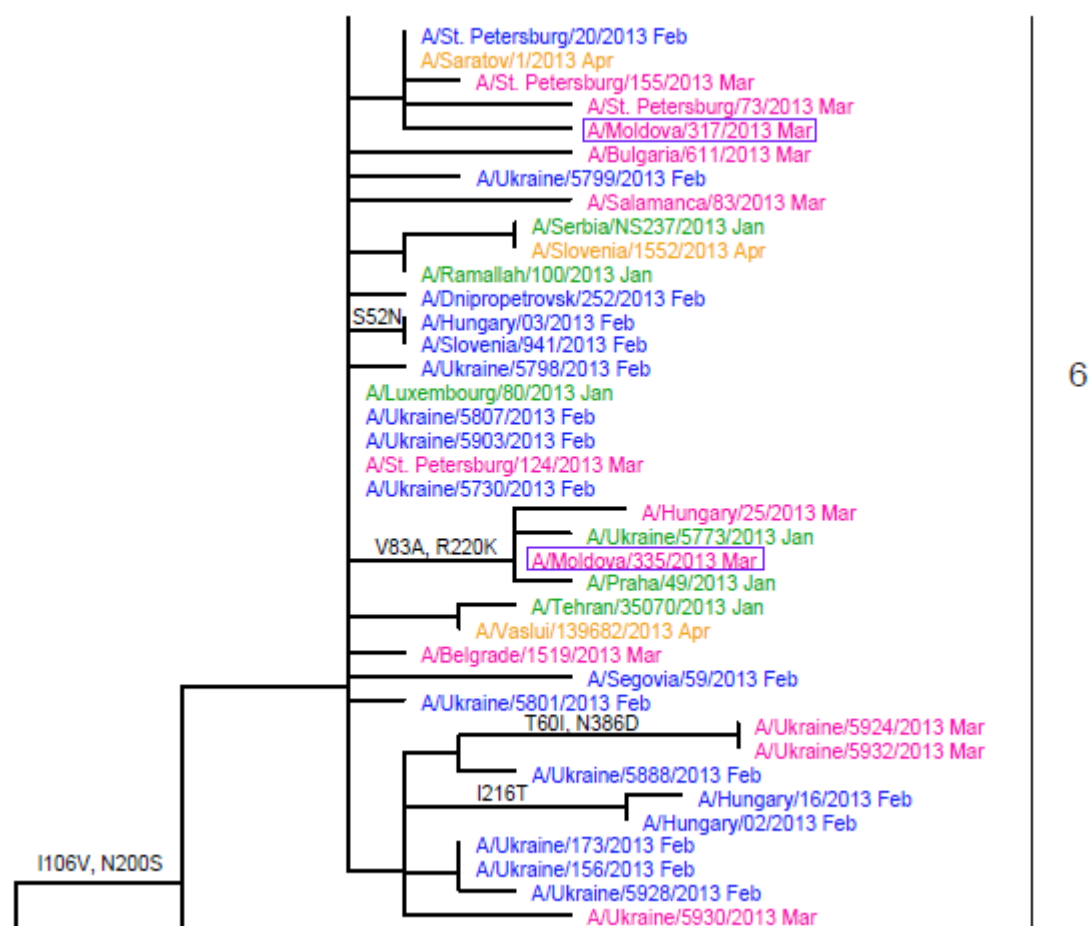 A/St. Petersburg/20/2013 Feb
A/Saratov/1/2013 Apr
A/St. Petersburg/155/2013 Mar
A/St. Petersburg/73/2013 Mar
A/Moldova/317/2013 Mar
A/Bulgaria/611/2013 Mar
A/Ukraine/5799/2013 Feb
A/Salamanca/83/2013 Mar
A/Serbia/NS237/2013 Jan
A/Slovenia/1552/2013 Apr
A/Ramallah/100/2013 Jan
A/Dnipropetrovsk/252/2013 Feb
S52N
A/Hungary/03/2013 Feb
A/Slovenia/941/2013 Feb
A/Ukraine/5798/2013 Feb
6
A/Luxembourg/80/2013 Jan
A/Ukraine/5807/2013 Feb
A/Ukraine/5903/2013 Feb
A/St. Petersburg/124/2013 Mar
A/Ukraine/5730/2013 Feb
A/Hungary/25/2013 Mar
A/Ukraine/5773/2013 Jan
V83A, R220K
A/Moldova/335/2013 Mar
A/Praha/49/2013 Jan
A/Tehran/35070/2013 Jan
A/Vaslui/139682/2013 Apr
A/Belgrade/1519/2013 Mar
A/Segovia/59/2013 Feb
A/Ukraine/5801/2013 Feb
T60I, N386D
A/Ukraine/5924/2013 Mar
A/Ukraine/5932/2013 Mar
A/Ukraine/5888/2013 Feb
I216T
A/Hungary/16/2013 Feb
A/Hungary/02/2013 Feb
A/Ukraine/173/2013 Feb
I106V, N200S
A/Ukraine/156/2013 Feb
A/Ukraine/5928/2013 Feb
A/Ukraine/5930/2013 Mar